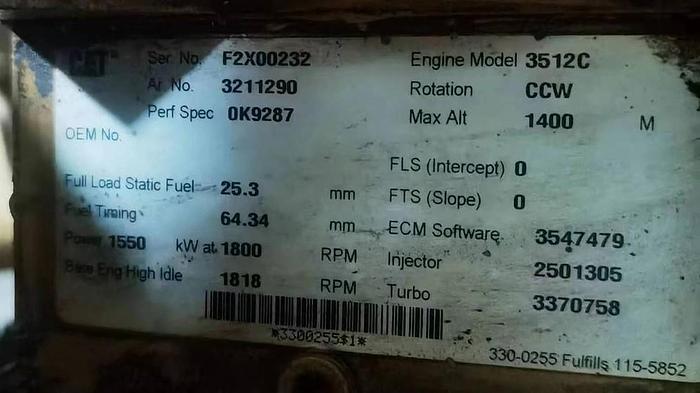 CAT
Ser No. F2X00232 Engine Model 3512C
Ar No. 3211290 Rotation CCW
Perf Spec 0K9287 Max Alt 1400 M
OEM No.
FLS (Intercept) 0
Full Load Static Fuel 25.3 mm FTS (Slope) 0
Fuel Timing 64.34 mm ECM Software 3547479
Power 1550 kW at 1800 RPM Injector 2501305
Base Eng High Idle 1818 RPM Turbo 3370758
*3300255$1*
330-0255 Fulfills 115-5852